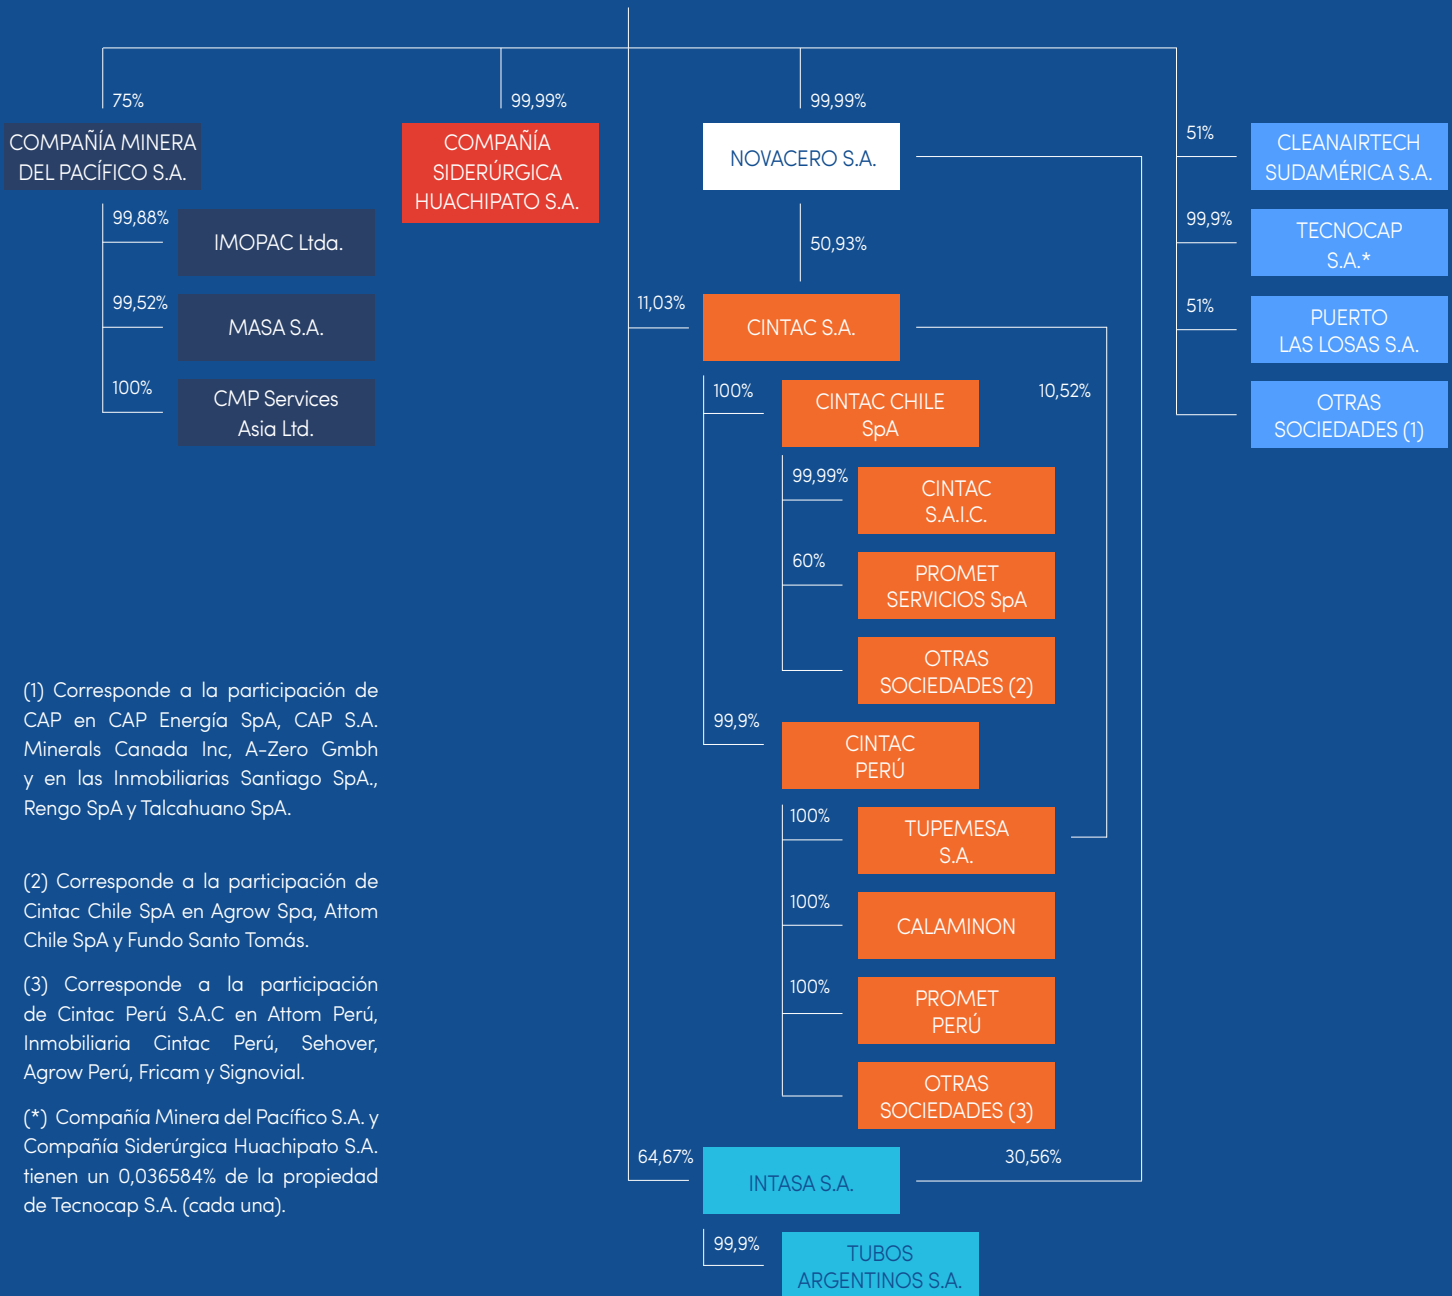 75%
COMPAÑÍA MINERA
DEL PACÍFICO S.A.
99,88%
IMOPAC Ltda.
99,52%
MASA S.A.
100%
CMP Services
Asia Ltd.
99,99%
COMPAÑÍA
SIDERÚRGICA
HUACHIPATO S.A.
99,99%
NOVACERO S.A.
50,93%
11,03%
CINTAC S.A.
100%
CINTAC CHILE
SpA
10,52%
99,99%
CINTAC
S.A.I.C.
60%
PROMET
SERVICIOS SpA
OTRAS
SOCIEDADES (2)
99,9%
CINTAC
PERÚ
100%
TUPEMESA
S.A.
100%
CALAMINON
100%
PROMET
PERÚ
OTRAS
SOCIEDADES (3)
64,67%
INTASA S.A.
30,56%
99,9%
TUBOS
ARGENTINOS S.A.
51%
CLEANAIRTECH
SUDAMÉRICA S.A.
99,9%
TECNOCAP
S.A.*
51%
PUERTO
LAS LOSAS S.A.
OTRAS
SOCIEDADES (1)
(1) Corresponde a la participación de
CAP en CAP Energía SpA, CAP S.A.
Minerals Canada Inc, A-Zero Gmbh
y en las Inmobiliarias Santiago SpA.,
Rengo SpA y Talcahuano SpA.
(2) Corresponde a la participación de
Cintac Chile SpA en Agrow Spa, Attom
Chile SpA y Fundo Santo Tomás.
(3) Corresponde a la participación
de Cintac Perú S.A.C en Attom Perú,
Inmobiliaria Cintac Perú, Sehover,
Agrow Perú, Fricam y Signovial.
(*) Compañía Minera del Pacífico S.A. y
Compañía Siderúrgica Huachipato S.A.
tienen un 0,036584% de la propiedad
de Tecnocap S.A. (cada una).